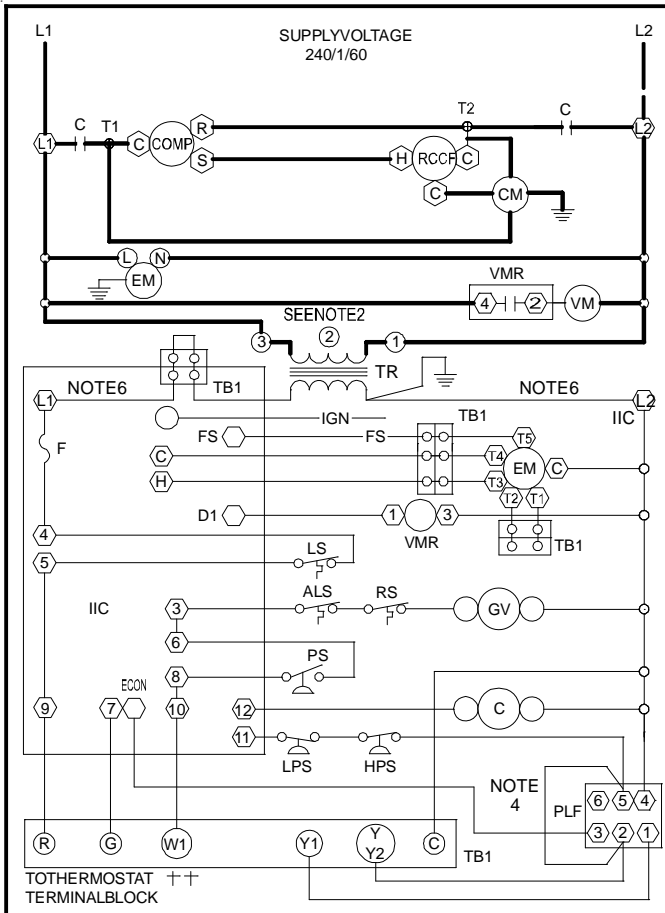 L1 L2
SUPPLYVOLTAGE
240/1/60
C T1 T2 C
L1 C COMP R L2
S H RCCF C
C CM
L N
EM
VMR
4 2 VM
SEENOTE2
3 2 1
TR
NOTE6 TB1 NOTE6
L1 L2
IGN TB1 IIC
F FS FS T5
C T4 EM C
H T3
T2 T1
D1 1 3
VMR TB1
4
5 LS
ALS RS
IIC 3 GV
6
PS
8
ECON
9 7 10 12 C
11
LPS HPS
NOTE
4 PLF
6 5 4
3 2 1
R G W1 Y1 Y
Y2 C TB1
TOTHERMOSTAT ++
TERMINALBLOCK